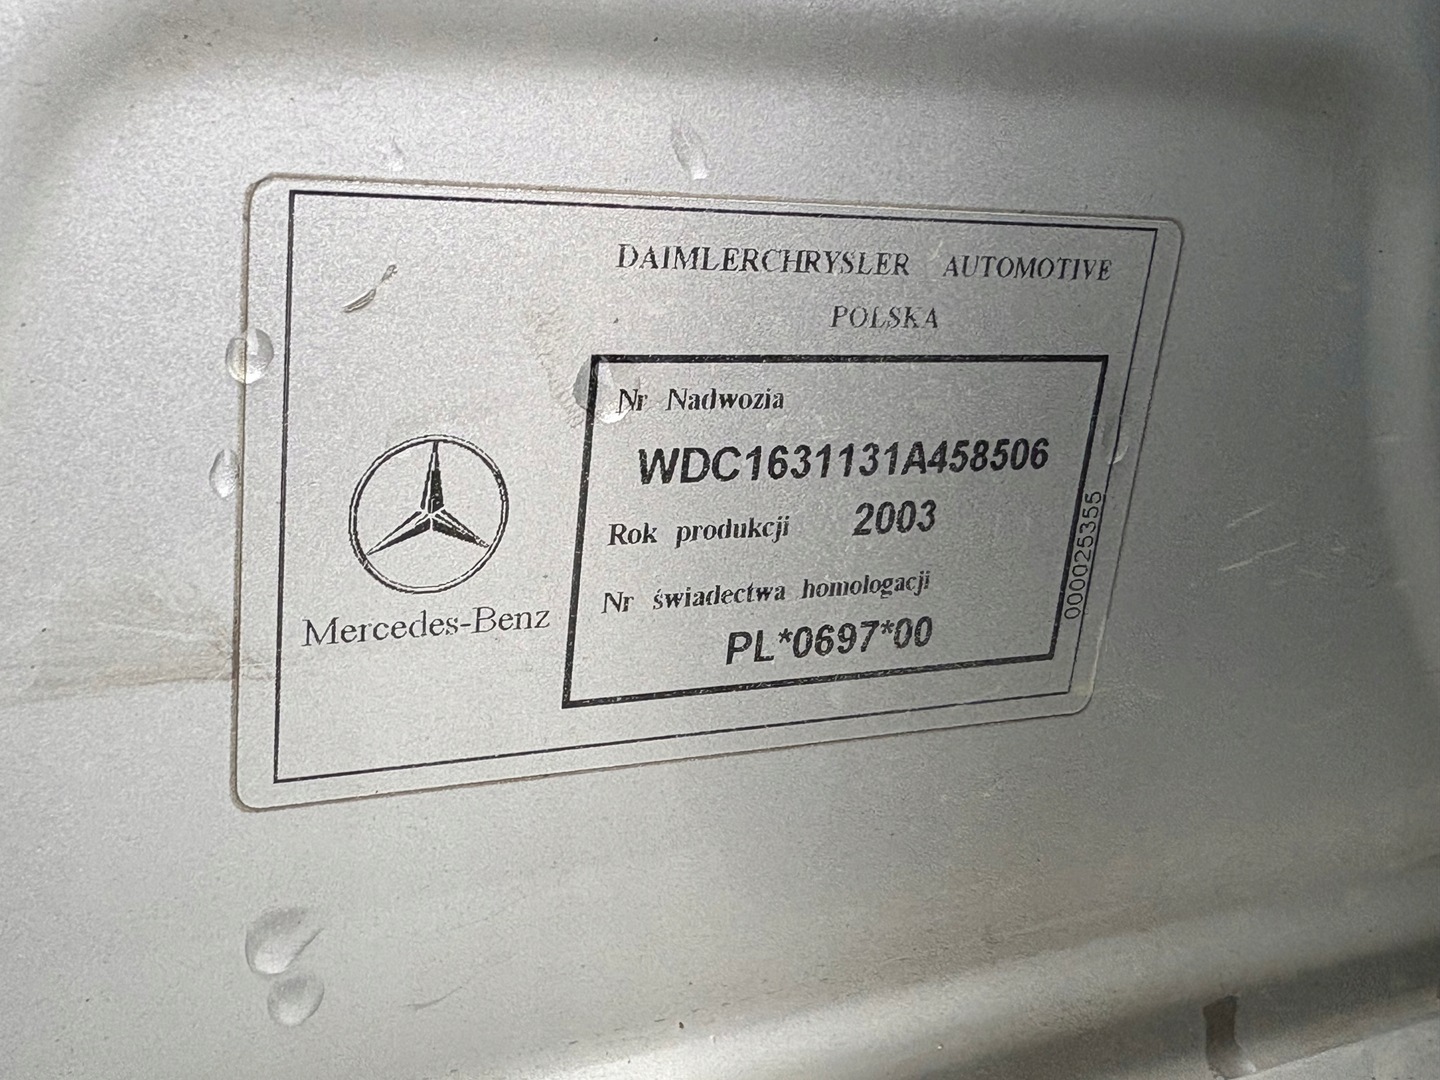 DAIMLERCHRYSLER AUTOMOTIVE
POLSKA
Nr Nadwozia
WDC1631131A458506
Rok produkcji 2003
Nr świadectwa homologacji
PL*0697*00
000025355
Mercedes-Benz